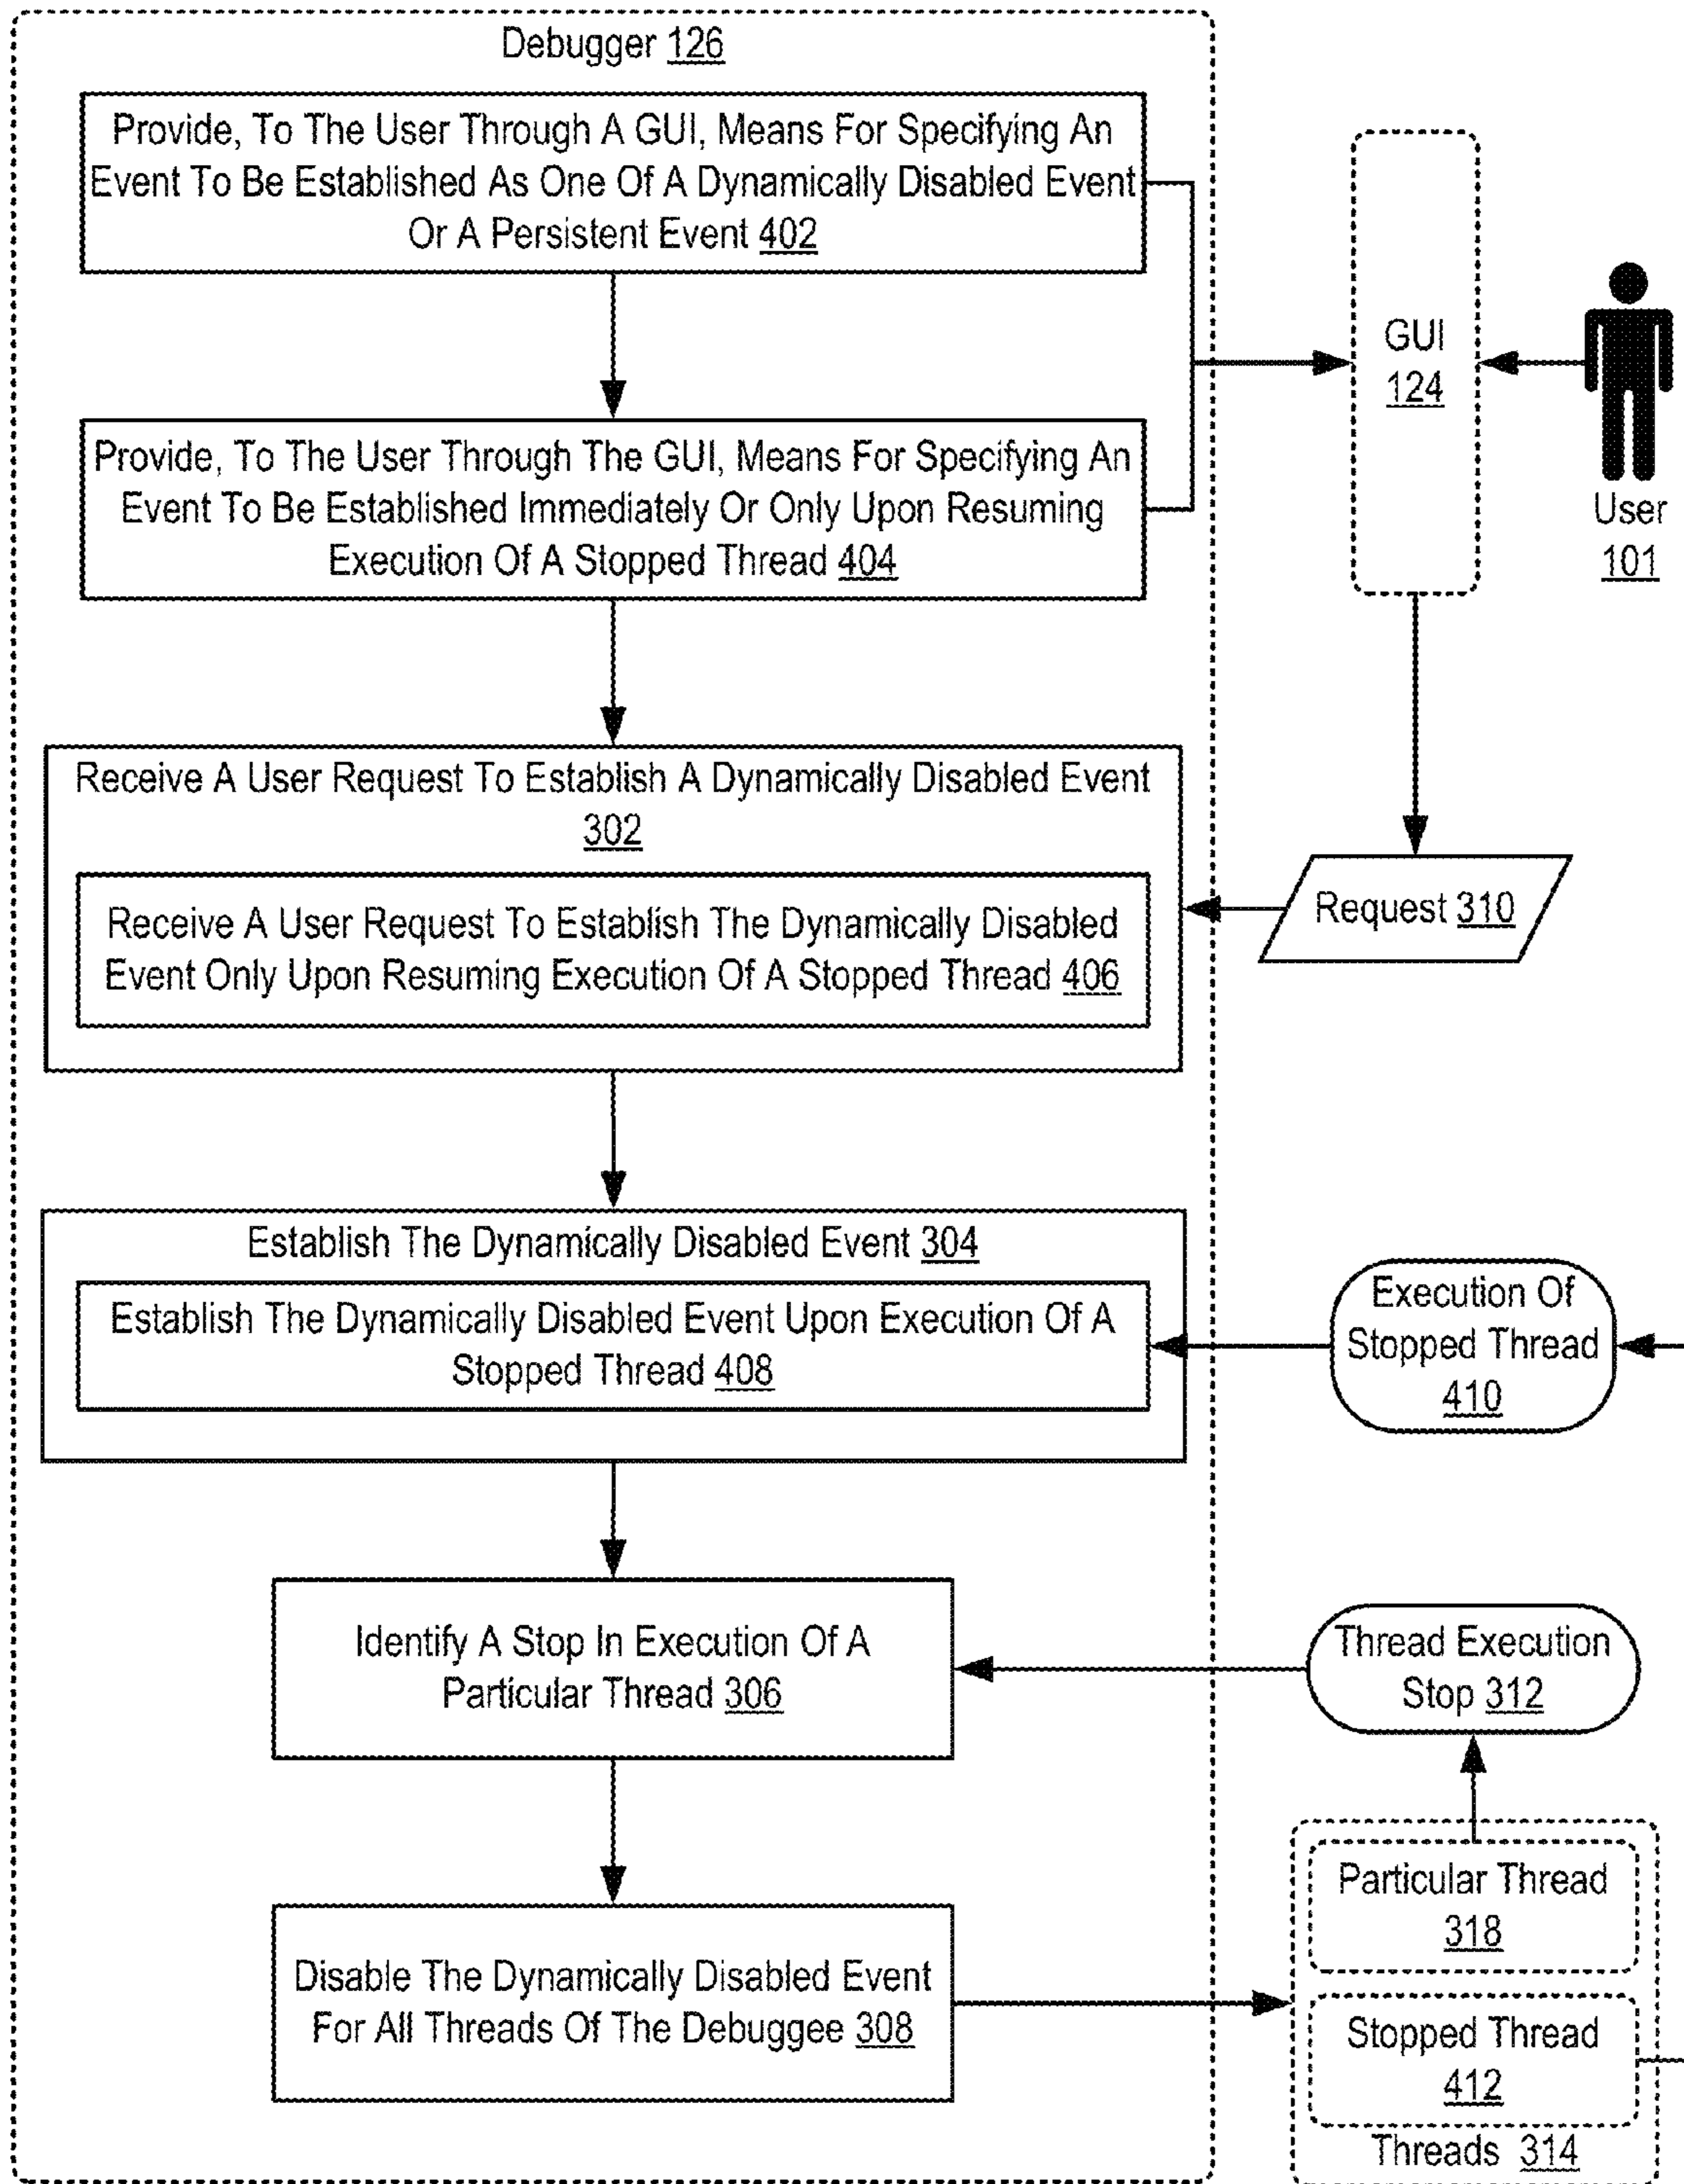 Debugger 126
Provide, To The User Through A GUI, Means For Specifying An
Event To Be Established As One Of A Dynamically Disabled Event
Or A Persistent Event 402
GUI
124
Provide, To The User Through The GUI, Means For Specifying An
Event To Be Established Immediately Or Only Upon Resuming
Execution Of A Stopped Thread 404
User
101
Receive A User Request To Establish A Dynamically Disabled Event
302
Receive A User Request To Establish The Dynamically Disabled
Event Only Upon Resuming Execution Of A Stopped Thread 406
Request 310
Establish The Dynamically Disabled Event 304
Establish The Dynamically Disabled Event Upon Execution Of A
Stopped Thread 408
Execution Of
Stopped Thread
410
Identify A Stop In Execution Of A
Particular Thread 306
Thread Execution
Stop 312
Disable The Dynamically Disabled Event
For All Threads Of The Debuggee 308
Particular Thread
318
Stopped Thread
412
Threads 314